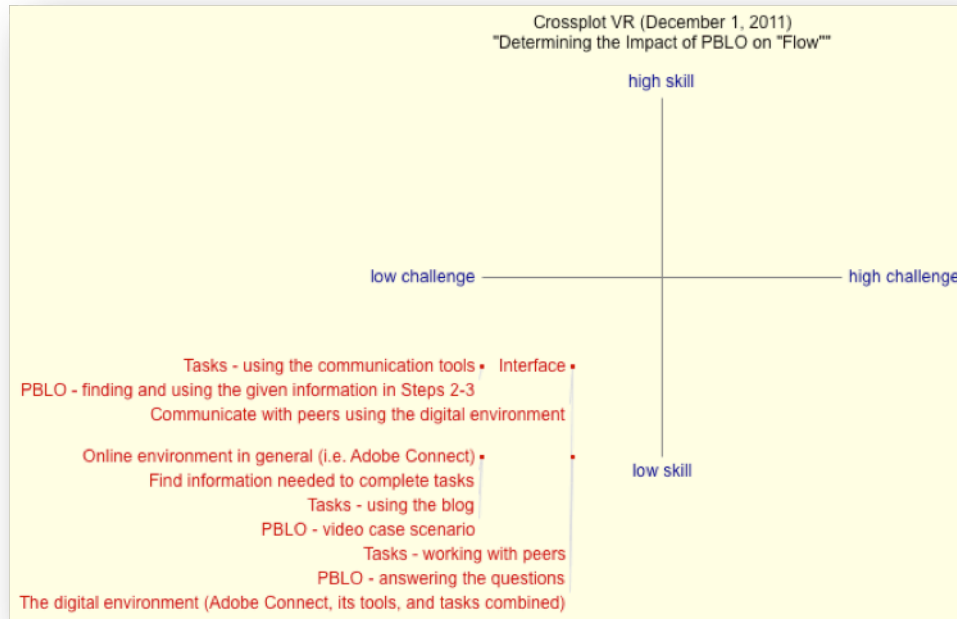 Crossplot VR (December 1, 2011)
"Determining the Impact of PBLO on "Flow""
high skill
low challenge
high challenge
Tasks - using the communication tools
Interface
PBLO - finding and using the given information in Steps 2-3
Communicate with peers using the digital environment
Online environment in general (i.e. Adobe Connect)
low skill
Find information needed to complete tasks
Tasks - using the blog
PBLO - video case scenario
Tasks - working with peers
PBLO - answering the questions
The digital environment (Adobe Connect, its tools, and tasks combined)